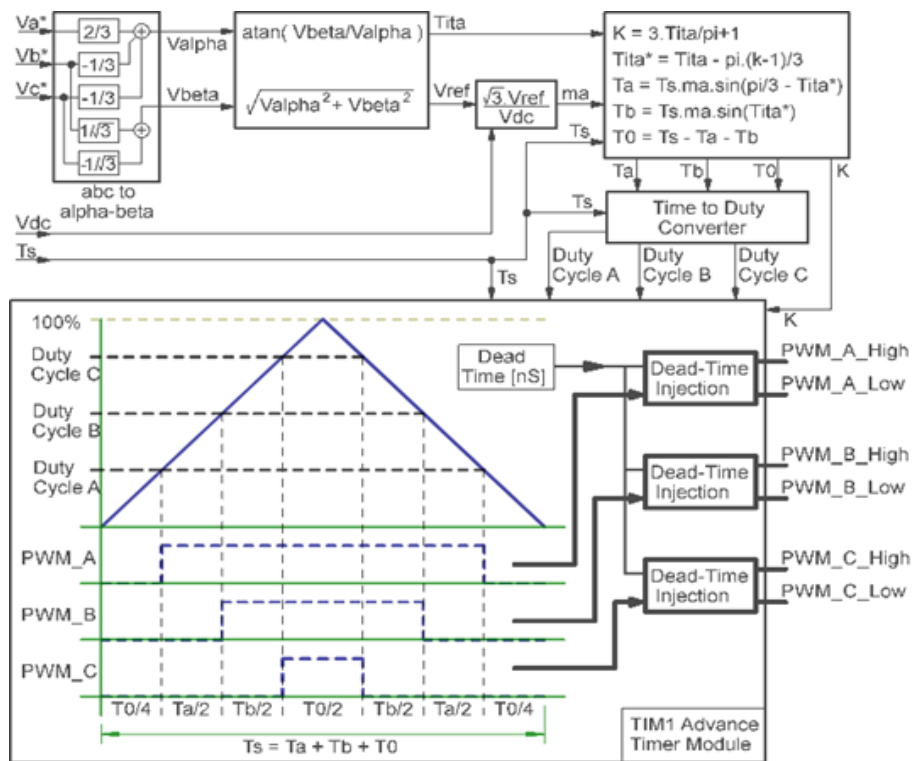 Va*
Vb*
Vc*
2/3
-1/3
-1/3
1/√3
-1/√3
abc to
alpha-beta
Valpha
Vbeta
atan( Vbeta/Valpha )
√Valpha² + Vbeta²
Tita
Vref
√3.Vref
Vdc
ma
Ts
K = 3.Tita/pi+1
Tita* = Tita - pi.(k-1)/3
Ta = Ts.ma.sin(pi/3 - Tita*)
Tb = Ts.ma.sin(Tita*)
T0 = Ts - Ta - Tb
Ta
Tb
T0
K
Vdc
Ts
Ts
Time to Duty
Converter
Ts
Duty
Cycle A
Duty
Cycle B
Duty
Cycle C
K
100%
Duty
Cycle C
Duty
Cycle B
Duty
Cycle A
Dead
Time [nS]
Dead-Time
Injection
PWM_A_High
PWM_A_Low
Dead-Time
Injection
PWM_B_High
PWM_B_Low
Dead-Time
Injection
PWM_C_High
PWM_C_Low
PWM_A
PWM_B
PWM_C
T0/4 Ta/2 Tb/2 T0/2 Tb/2 Ta/2 T0/4
Ts = Ta + Tb + T0
TIM1 Advance
Timer Module